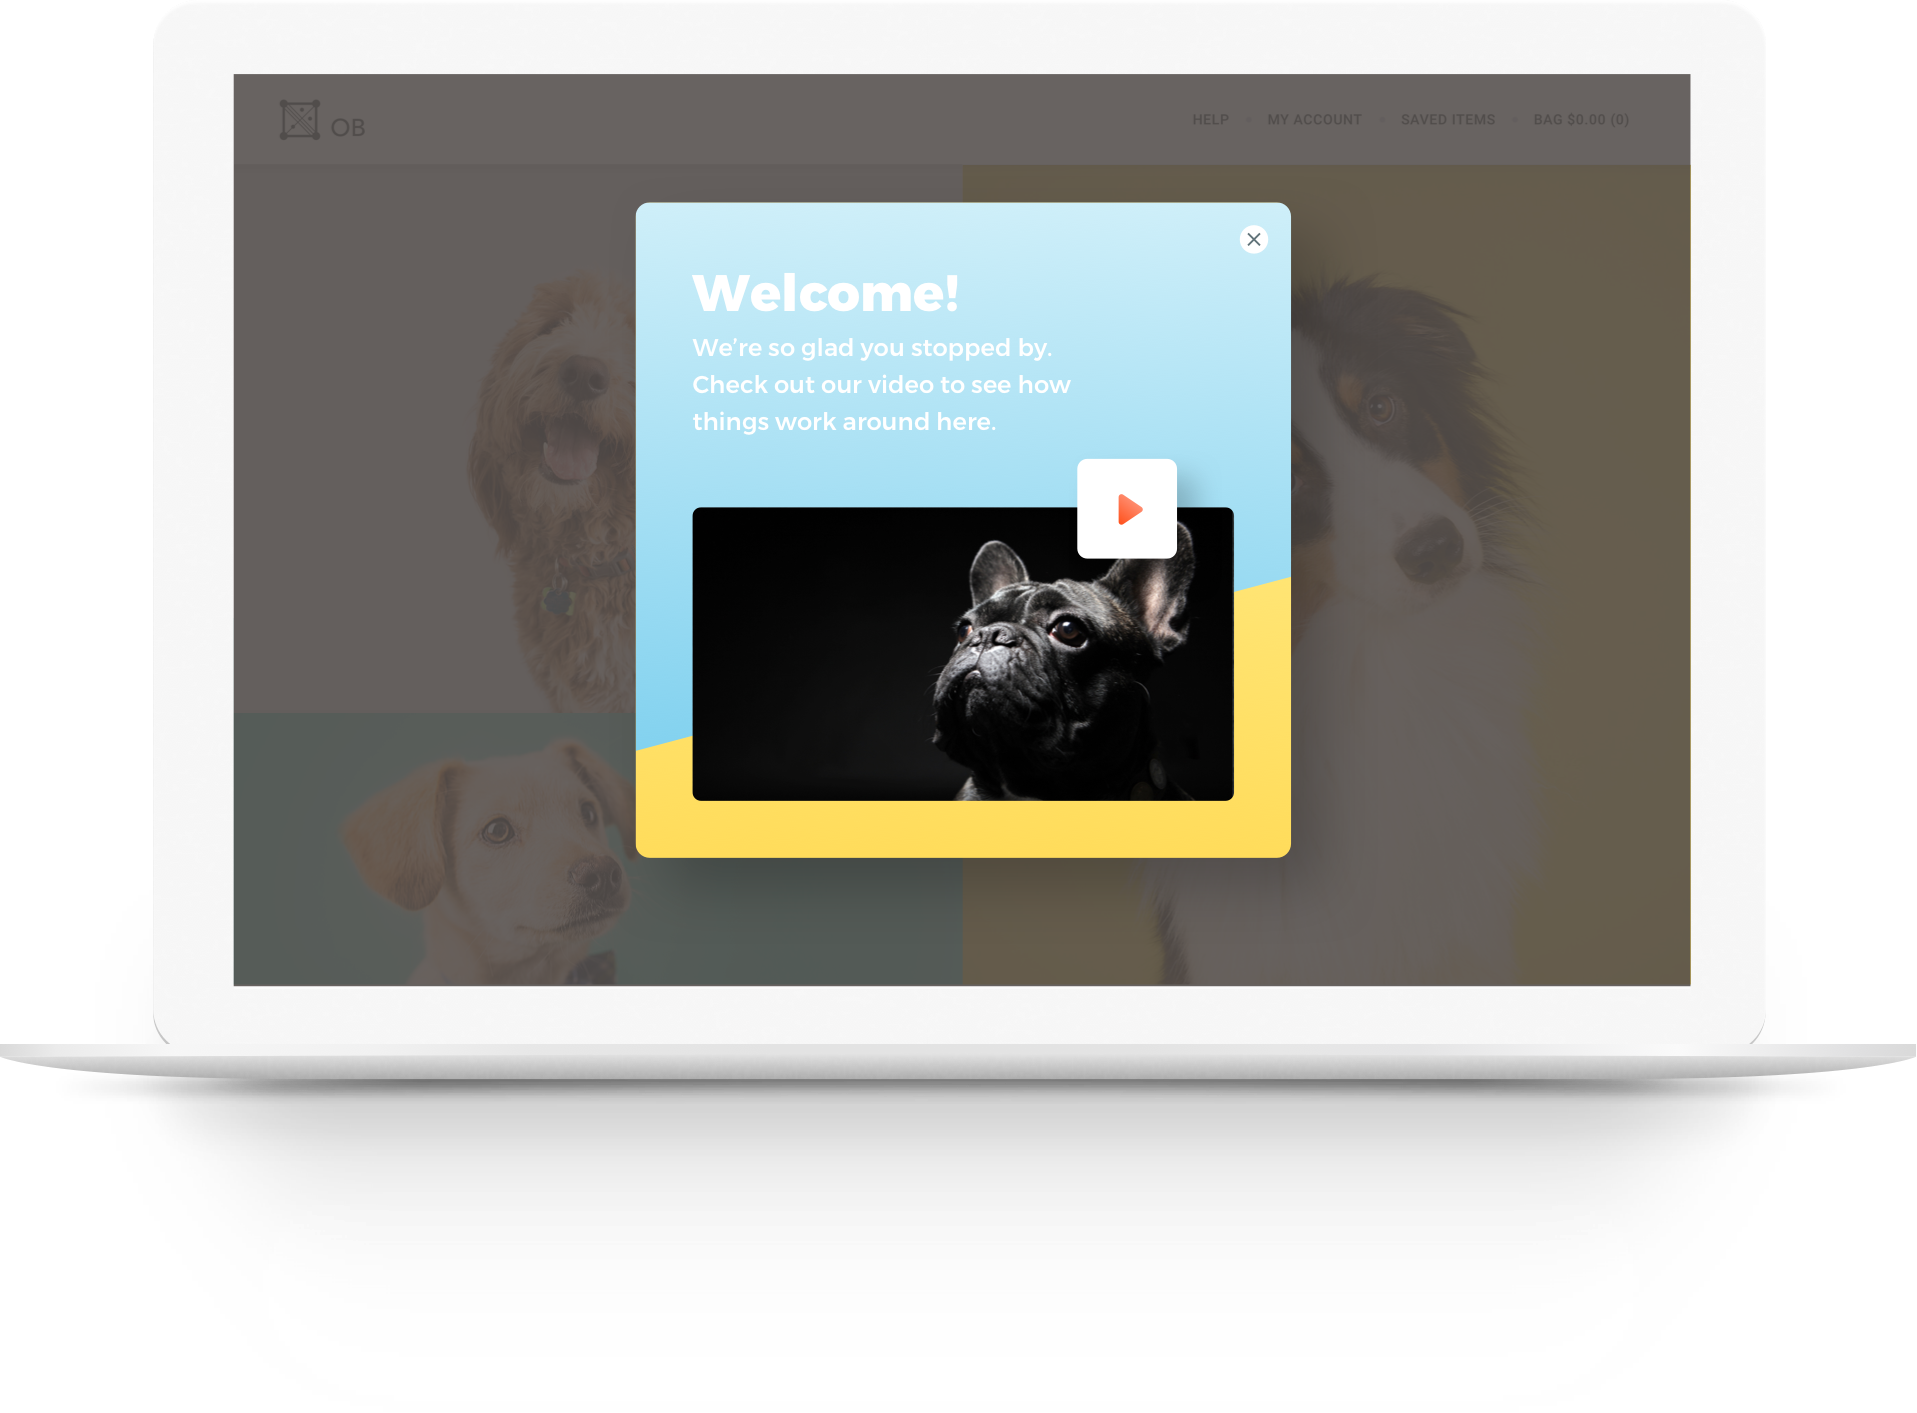 OB
HELP • MY ACCOUNT • SAVED ITEMS • BAG $0.00 (0)
Welcome!
We’re so glad you stopped by.
Check out our video to see how
things work around here.